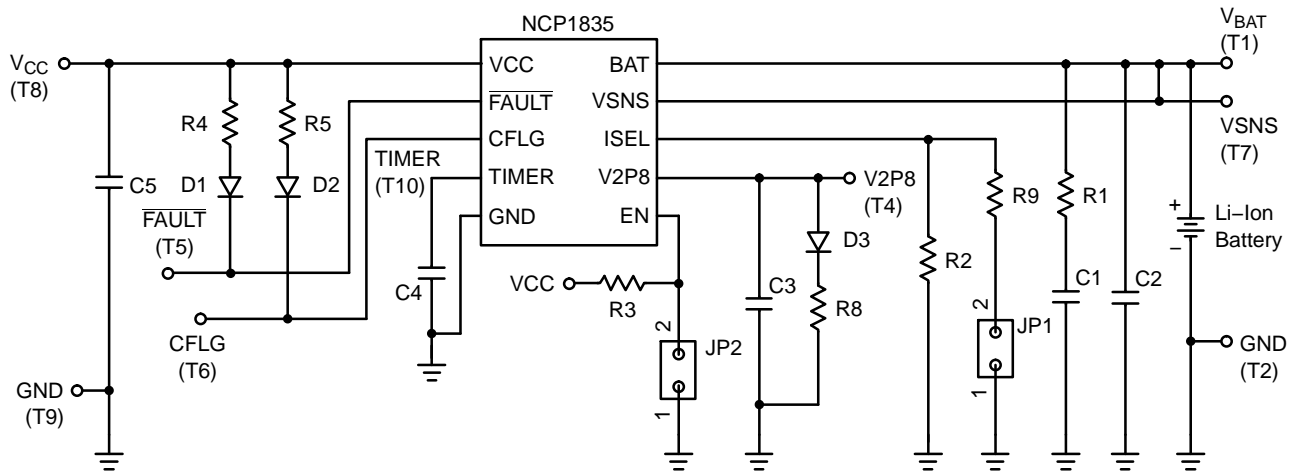 NCP1835
V_CC
(T8)
VCC
FAULT
CFLG
TIMER
GND
BAT
VSNS
ISEL
V2P8
EN
V_BAT
(T1)
VSNS
(T7)
R4
R5
D1
D2
C5
FAULT
(T5)
CFLG
(T6)
GND
(T9)
TIMER
(T10)
C4
VCC
R3
2
JP2
1
V2P8
(T4)
D3
C3
R8
R2
R9
2
JP1
1
R1
C1
C2
+
−
Li−Ion
Battery
GND
(T2)